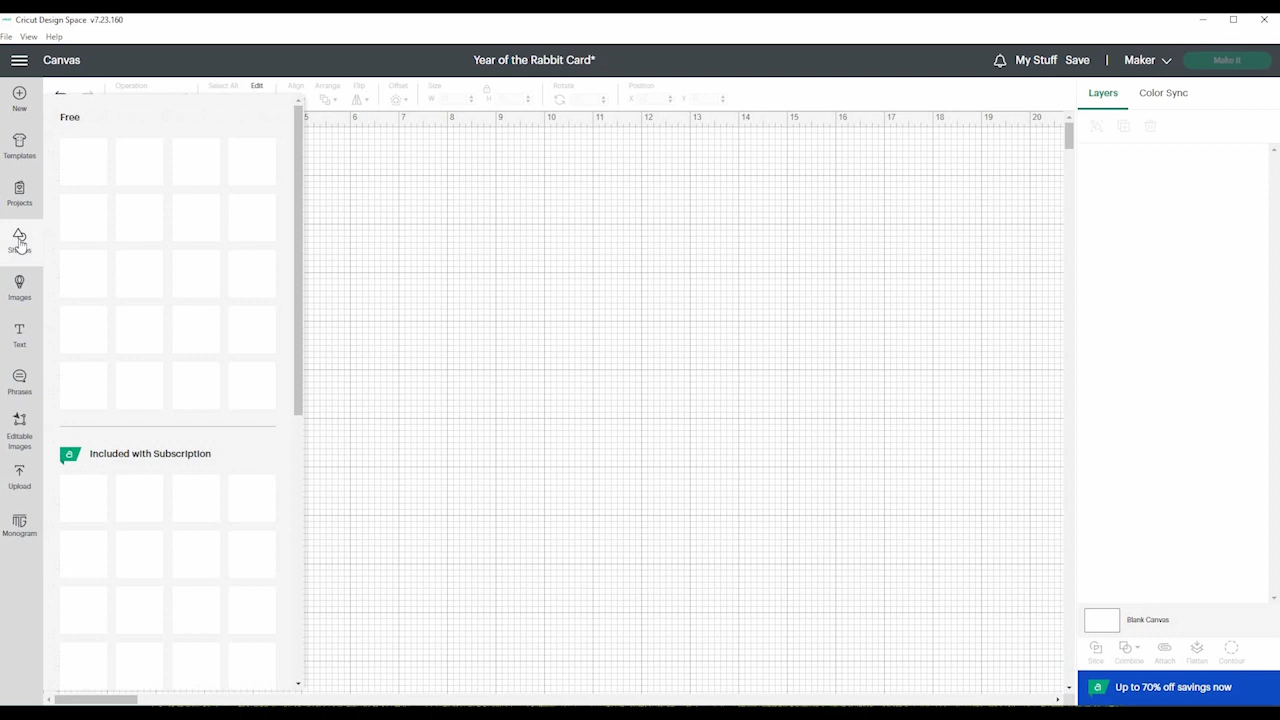 Cricut Design Space v7.23.160
File View Help
Canvas
Year of the Rabbit Card*
My Stuff Save | Maker Make It
New
Templates
Projects
Images
Text
Phrases
Editable
Images
Upload
Monogram
Operation Select All Edit Align Arrange Flip Offset Size Rotate Position
W H X Y
Free
a Included with Subscription
5 6 7 8 9 10 11 12 13 14 15 16 17 18 19 20
Layers Color Sync
Blank Canvas
Slice Combine Attach Flatten Contour
a Up to 70% off savings now